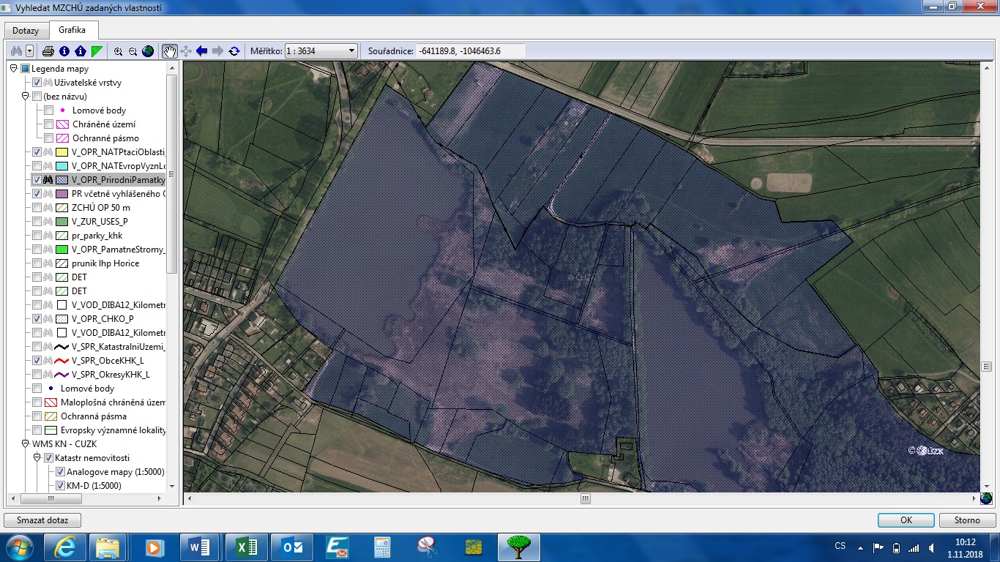 Vyhledat MZCHÚ zadaných vlastností
Dotazy
Grafika
Měřítko: 1 : 3634
Souřadnice: -641189.8, -1046463.6
Legenda mapy
Uživatelské vrstvy
(bez názvu)
Lomové body
Chráněné území
Ochranné pásmo
V_OPR_NATPtaciOblasti_
V_OPR_NATEvropVyznLo
V_OPR_PrirodniPamatky
PR včetně vyhlášeného O
ZCHÚ OP 50 m
V_ZUR_USES_P
pr_parky_khk
V_OPR_PamatneStromy_
prunik lhp Horice
DET
DET
V_VOD_DIBA12_Kilometr
V_OPR_CHKO_P
V_VOD_DIBA12_Kilometr
V_SPR_KatastralniUzemi_
V_SPR_ObceKHK_L
V_SPR_OkresyKHK_L
Lomové body
Maloplošná chráněná územ
Ochranná pásma
Evropsky významné lokality
WMS KN - CUZK
Katastr nemovitosti
Analogove mapy (1:5000)
KM-D (1:5000)
© ČÚZK
© ČÚZK
Smazat dotaz
OK
Storno
CS
10:12
1.11.2018